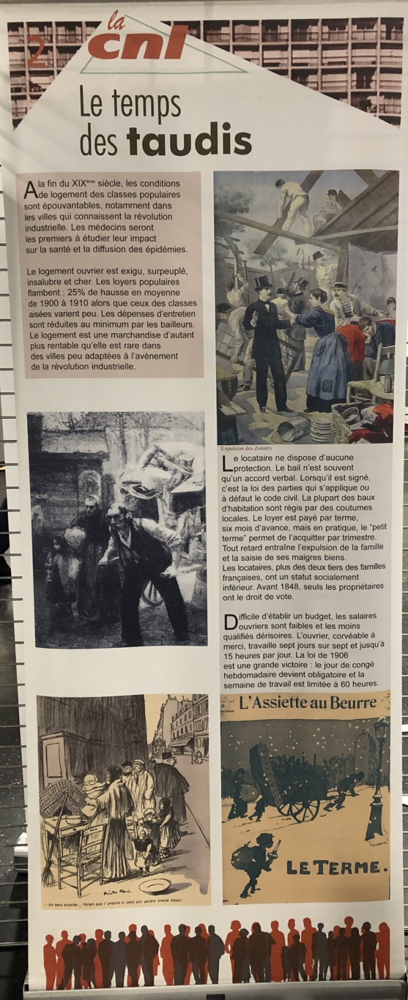 2
la
cnl
Le temps
des taudis
A la fin du XIXème siècle, les conditions
de logement des classes populaires
sont épouvantables, notamment dans
les villes qui connaissent la révolution
industrielle. Les médecins seront
les premiers à étudier leur impact
sur la santé et la diffusion des épidémies.
Le logement ouvrier est exigu, surpeuplé,
insalubre et cher. Les loyers populaires
flambent : 25% de hausse en moyenne
de 1900 à 1910 alors que ceux des classes
aisées varient peu. Les dépenses d'entretien
sont réduites au minimum par les bailleurs.
Le logement est une marchandise d'autant
plus rentable qu'elle est rare dans
des villes peu adaptées à l'avènement
de la révolution industrielle.
Expulsion des Zoniers
Le locataire ne dispose d'aucune
protection. Le bail n'est souvent
qu'un accord verbal. Lorsqu'il est signé,
c'est la loi des parties qui s'applique ou
à défaut le code civil. La plupart des baux
d'habitation sont régis par des coutumes
locales. Le loyer est payé par terme,
six mois d'avance, mais en pratique, le "petit
terme" permet de l'acquitter par trimestre.
Tout retard entraîne l'expulsion de la famille
et la saisie de ses maigres biens.
Les locataires, plus des deux tiers des familles
françaises, ont un statut socialement
inférieur. Avant 1848, seuls les propriétaires
ont le droit de vote.
Difficile d'établir un budget, les salaires
ouvriers sont faibles et les moins
qualifiés dérisoires. L'ouvrier, corvéable à
merci, travaille sept jours sur sept et jusqu'à
15 heures par jour. La loi de 1906
est une grande victoire : le jour de congé
hebdomadaire devient obligatoire et la
semaine de travail est limitée à 60 heures.
- On nous expulse... Paraît que l' proprio n' peut pas perdre trente francs.
L'Assiette au Beurre
LE TERME.